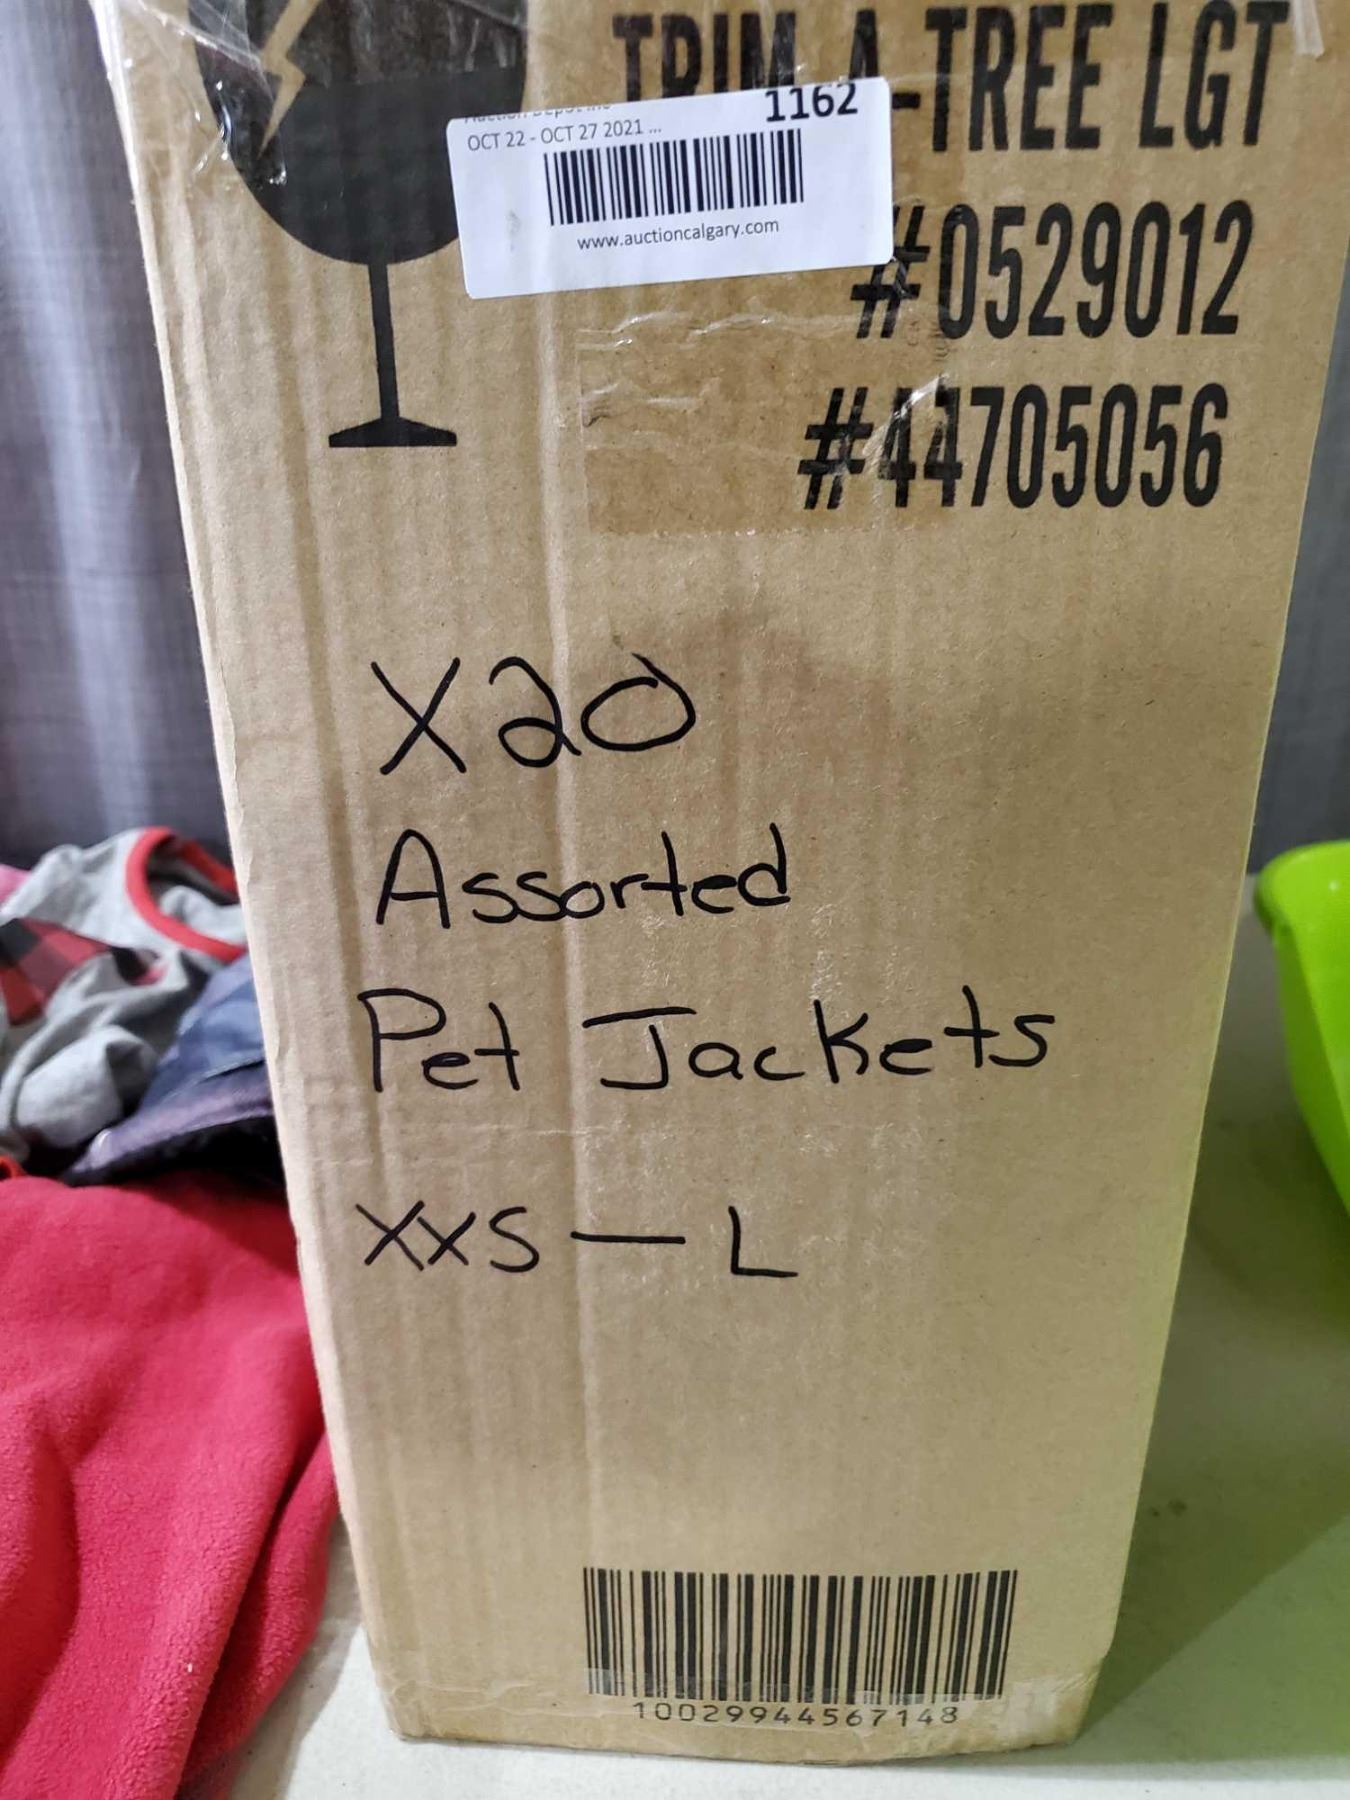 TRIM-A-TREE LGT
1162
OCT 22 - OCT 27 2021 ...
www.auctioncalgary.com
#0529012
#44705056
X20
Assorted
Pet Jackets
XXS — L
10029944567148